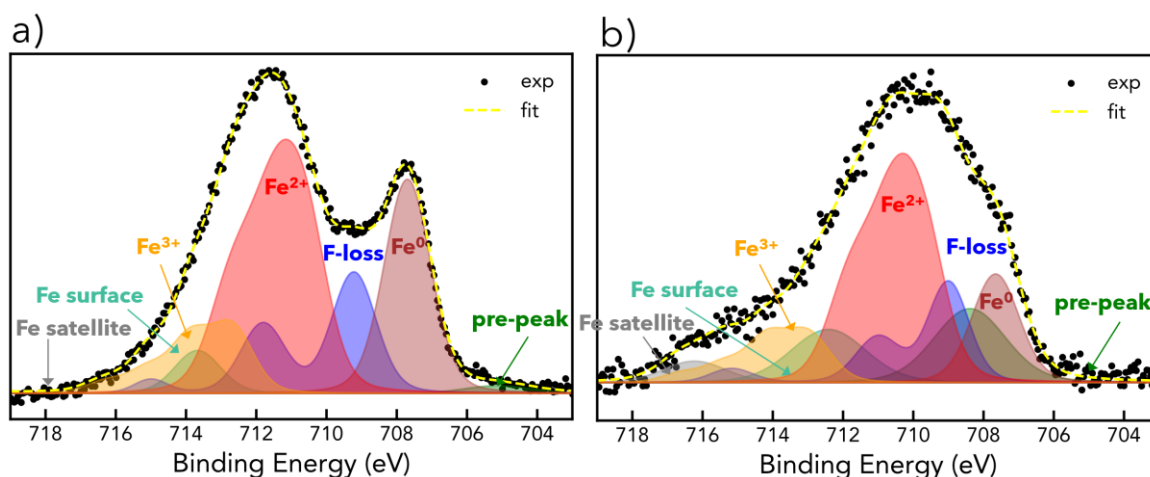 a)
exp
fit
Fe²⁺
Fe³⁺
F-loss
Fe⁰
Fe surface
Fe satellite
pre-peak
718 716 714 712 710 708 706 704
Binding Energy (eV)
b)
exp
fit
Fe²⁺
Fe³⁺
F-loss
Fe⁰
Fe surface
Fe satellite
pre-peak
718 716 714 712 710 708 706 704
Binding Energy (eV)